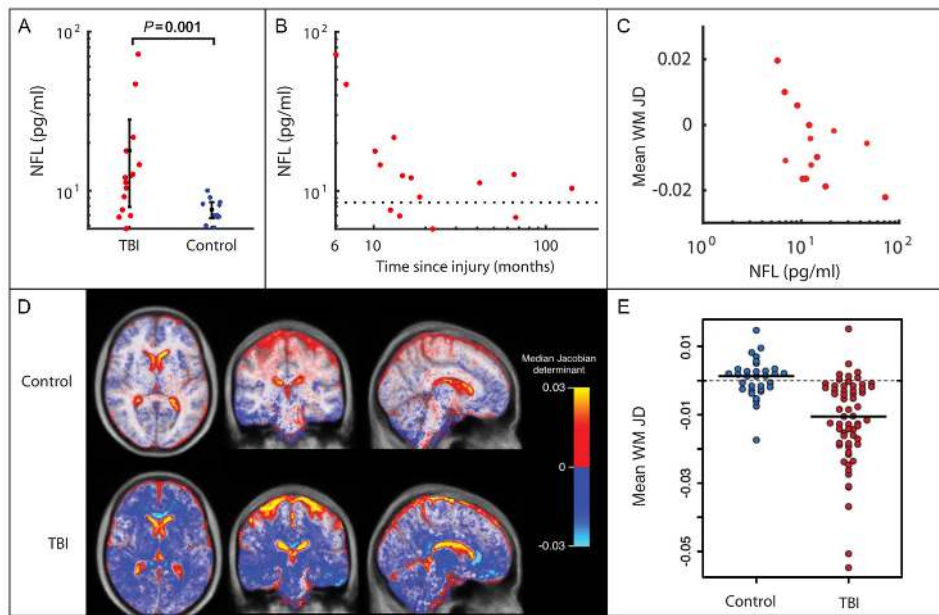 A
P=0.001
10²
10¹
NFL (pg/ml)
TBI
Control
B
10²
10¹
NFL (pg/ml)
6
10
100
Time since injury (months)
C
0.02
0
-0.02
Mean WM JD
10⁰
10¹
10²
NFL (pg/ml)
D
Control
TBI
Median Jacobian
determinant
0.03
0
-0.03
E
0.01
-0.01
-0.03
-0.05
Mean WM JD
Control
TBI